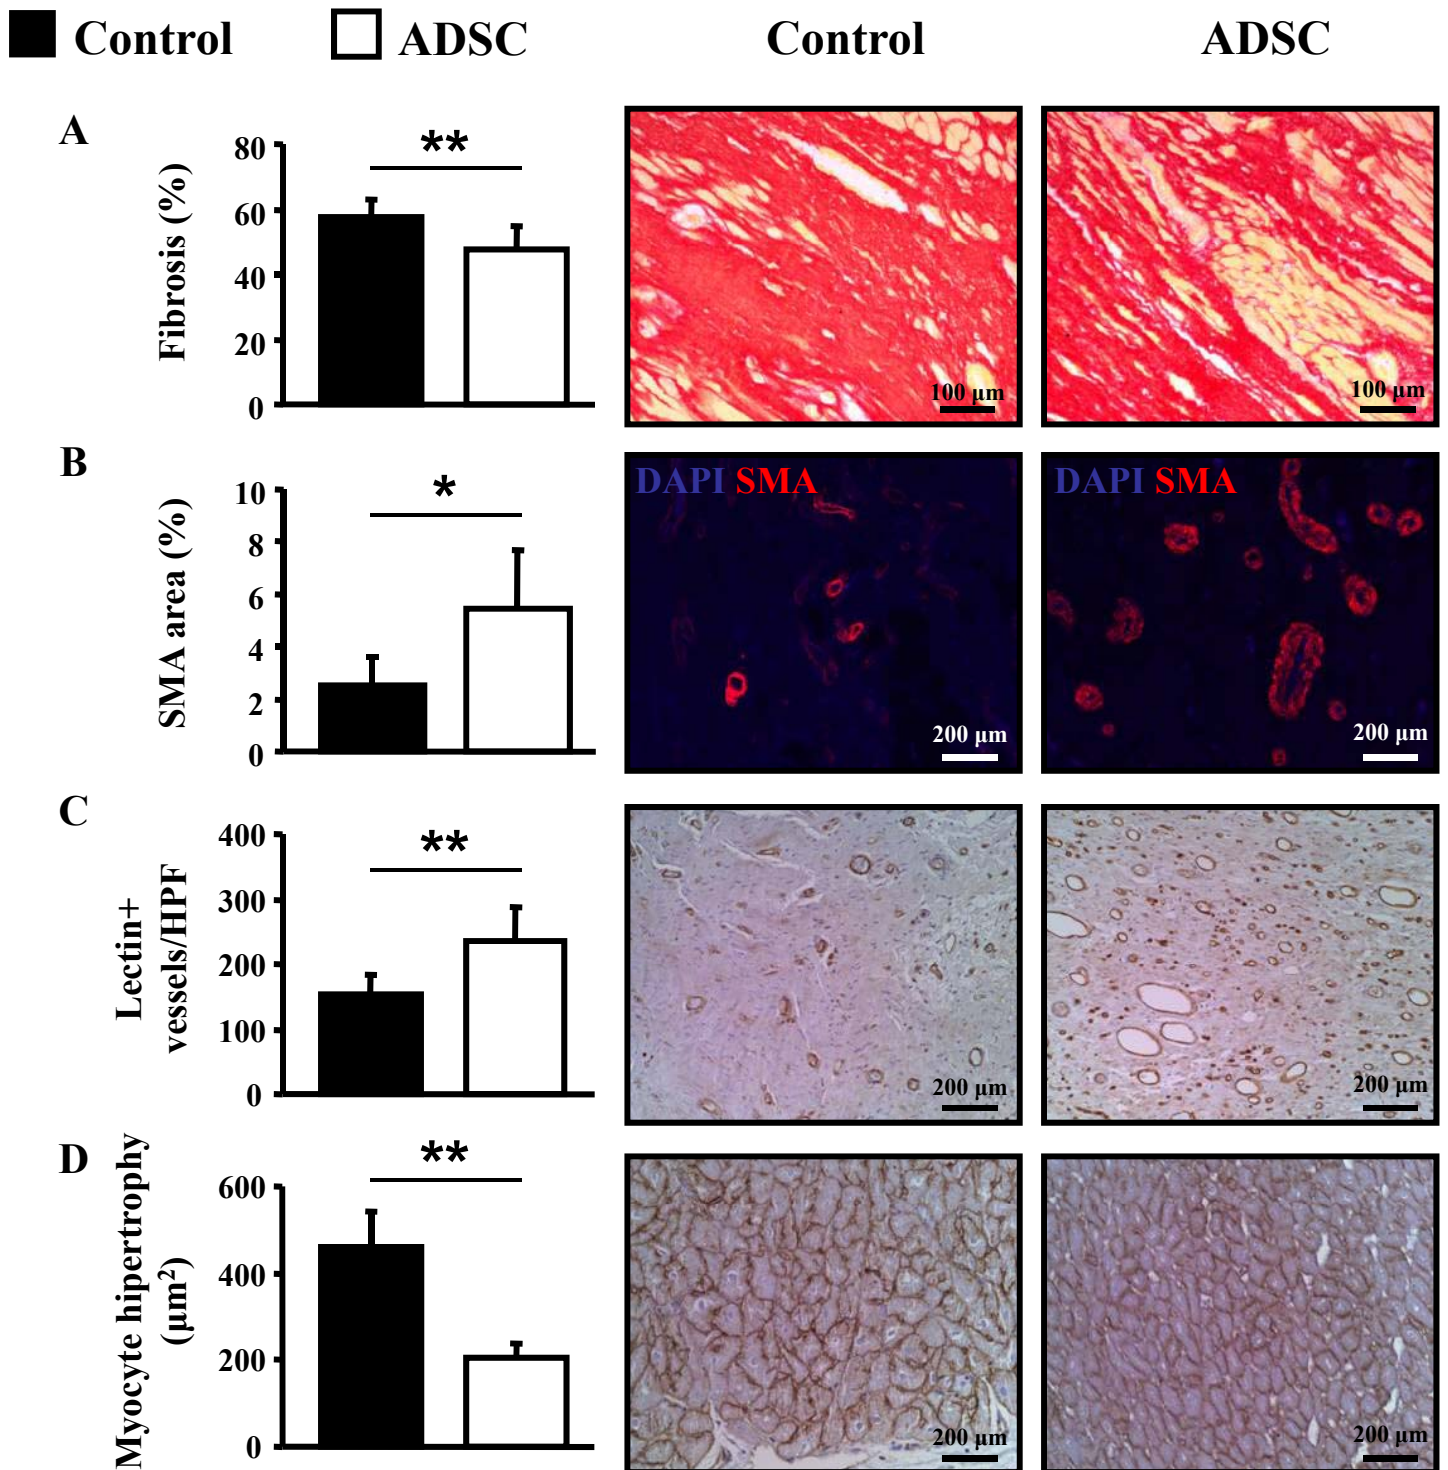 Control
ADSC
Control
ADSC
A
Fibrosis (%)
80
60
40
20
0
**
100 µm
100 µm
B
SMA area (%)
10
8
6
4
2
0
*
DAPI SMA
200 µm
DAPI SMA
200 µm
C
Lectin+
vessels/HPF
400
300
200
100
0
**
200 µm
200 µm
D
Myocyte hipertrophy
(µm²)
600
400
200
0
**
200 µm
200 µm